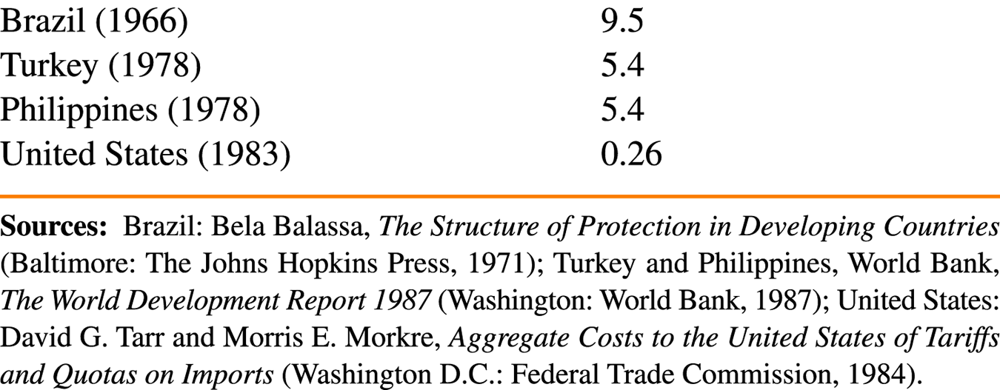 Brazil (1966) 9.5
Turkey (1978) 5.4
Philippines (1978) 5.4
United States (1983) 0.26
Sources: Brazil: Bela Balassa, The Structure of Protection in Developing Countries
(Baltimore: The Johns Hopkins Press, 1971); Turkey and Philippines, World Bank,
The World Development Report 1987 (Washington: World Bank, 1987); United States:
David G. Tarr and Morris E. Morkre, Aggregate Costs to the United States of Tariffs
and Quotas on Imports (Washington D.C.: Federal Trade Commission, 1984).